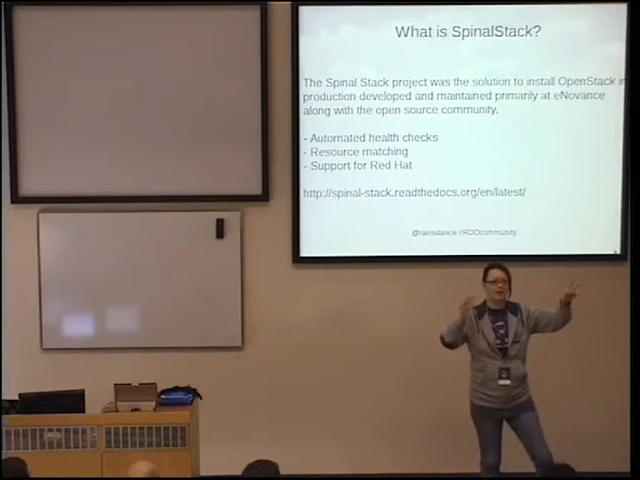 What is SpinalStack?
The Spinal Stack project was the solution to install OpenStack in
production developed and maintained primarily at eNovance
along with the open source community.
- Automated health checks
- Resource matching
- Support for Red Hat
http://spinal-stack.readthedocs.org/en/latest/
@rainsdance //RDOcommunity